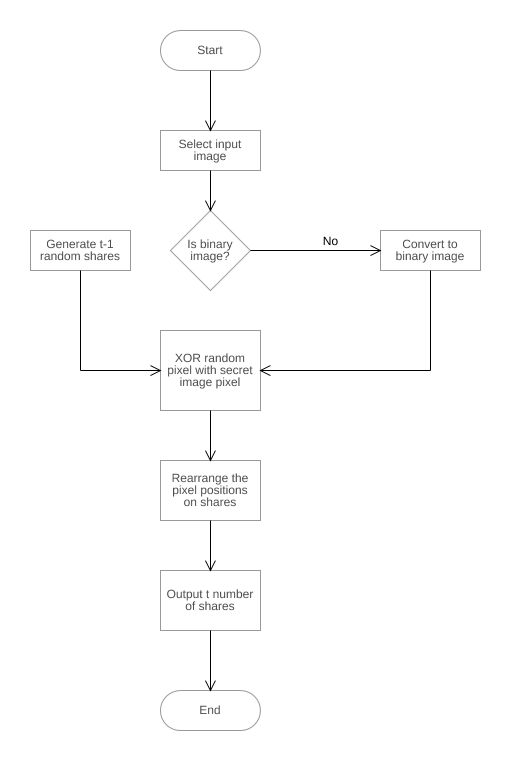 Start
Select input
image
Is binary
image?
No
Convert to
binary image
Generate t-1
random shares
XOR random
pixel with secret
image pixel
Rearrange the
pixel positions
on shares
Output t number
of shares
End